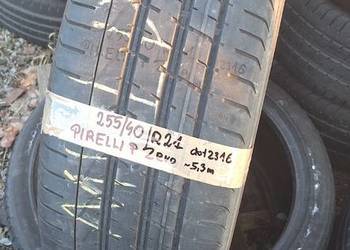 255/40/R21 dot2316
PIRELLI P Zero ~5,3m